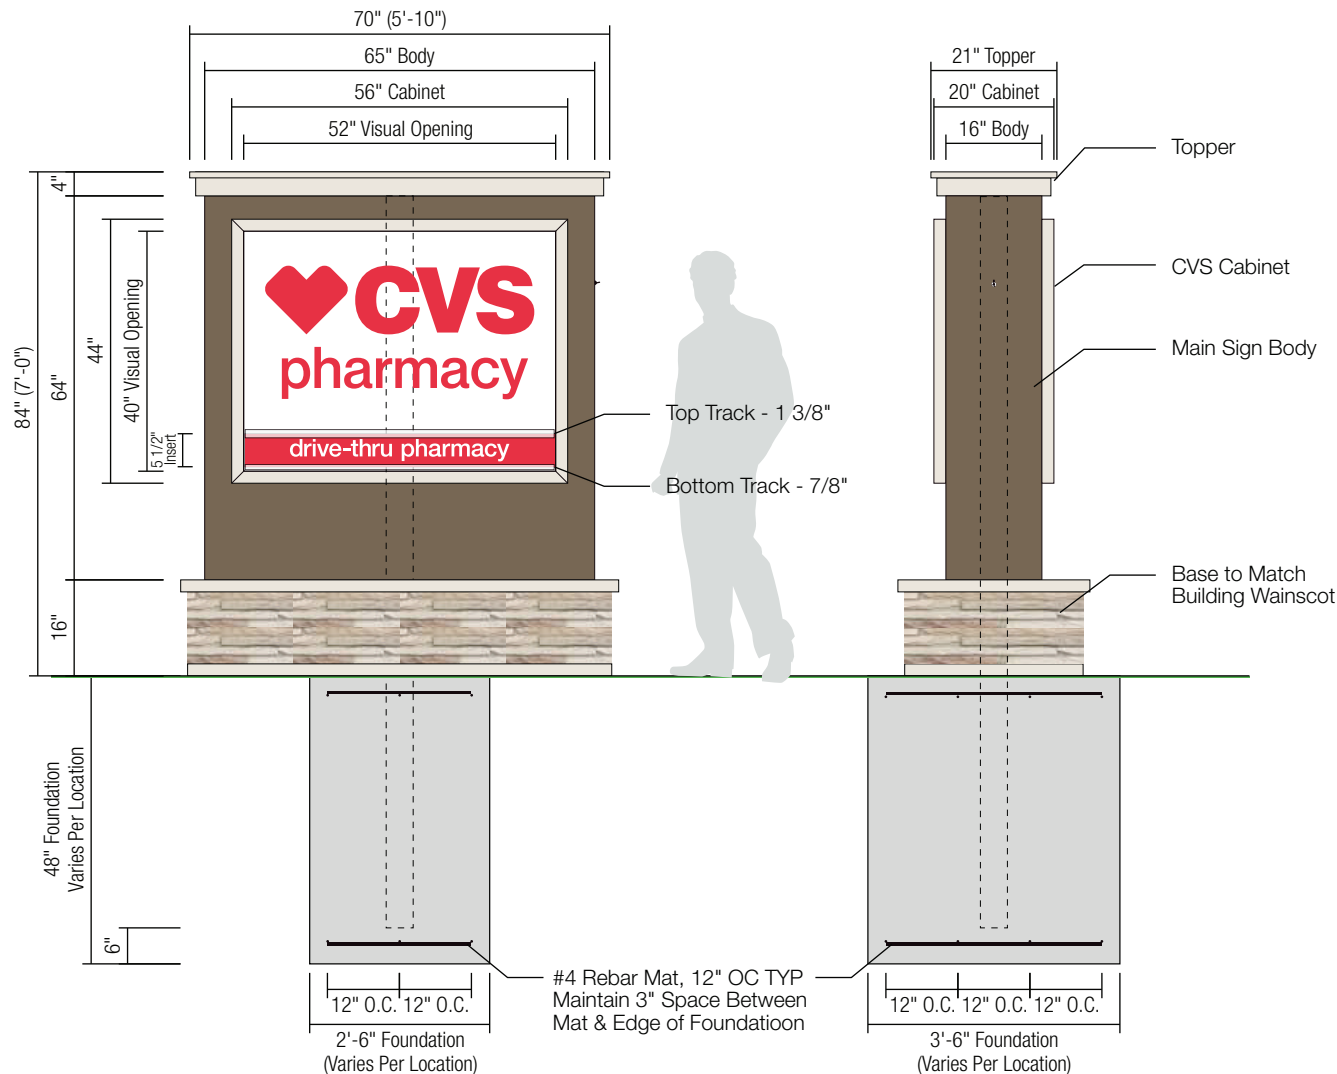 70" (5'-10")
65" Body
56" Cabinet
52" Visual Opening
21" Topper
20" Cabinet
16" Body
Topper
CVS Cabinet
Main Sign Body
Base to Match
Building Wainscot
84" (7'-0")
4"
64"
16"
44"
40" Visual Opening
5 1/2"
Insert
CVS
pharmacy
drive-thru pharmacy
Top Track - 1 3/8"
Bottom Track - 7/8"
48" Foundation
Varies Per Location
6"
#4 Rebar Mat, 12" OC TYP
Maintain 3" Space Between
Mat & Edge of Foundatioon
12" O.C. 12" O.C.
2'-6" Foundation
(Varies Per Location)
12" O.C. 12" O.C. 12" O.C.
3'-6" Foundation
(Varies Per Location)